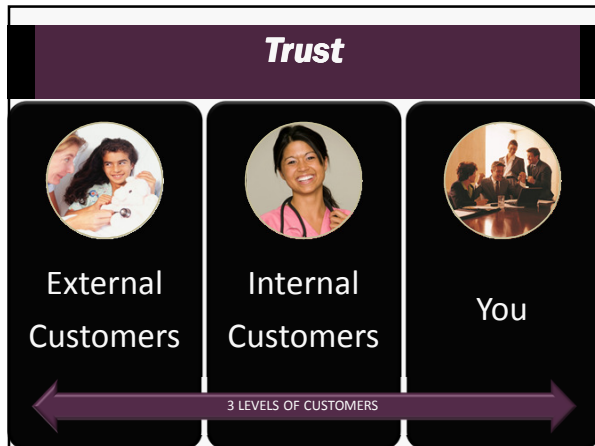 Trust
External
Customers
Internal
Customers
You
3 LEVELS OF CUSTOMERS